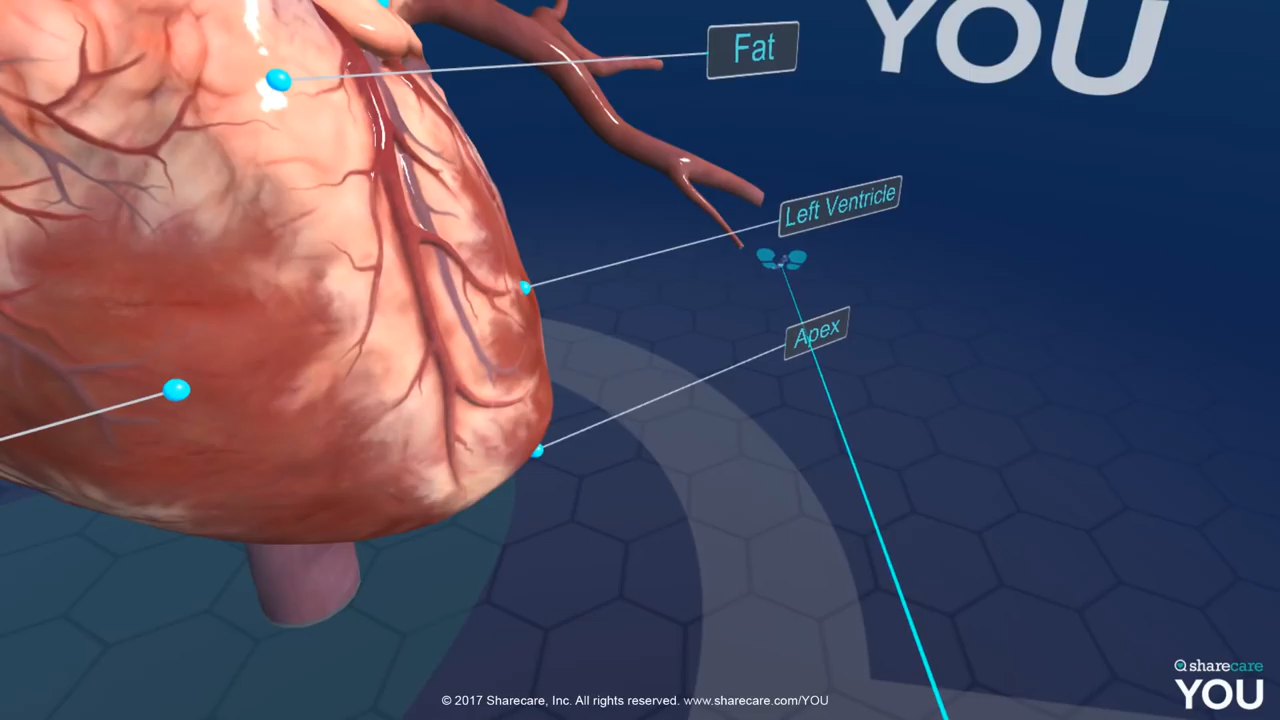 YOU
Fat
Left Ventricle
Apex
sharecare
YOU
© 2017 Sharecare, Inc. All rights reserved. www.sharecare.com/YOU